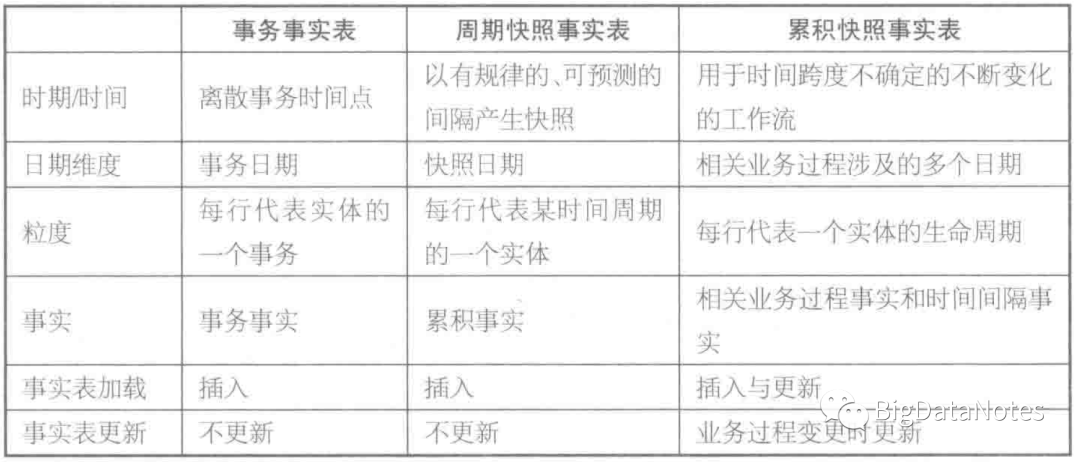 事务事实表 周期快照事实表 累积快照事实表
时期/时间 离散事务时间点 以有规律的、可预测的 用于时间跨度不确定的不断变化
间隔产生快照 的工作流
日期维度 事务日期 快照日期 相关业务过程涉及的多个日期
粒度 每行代表实体的 每行代表某时间周期 每行代表一个实体的生命周期
一个事务 的一个实体
事实 事务事实 累积事实 相关业务过程事实和时间间隔事
实
事实表加载 插入 插入 插入与更新
事实表更新 不更新 不更新 业务过程变更时更新
BigDataNotes